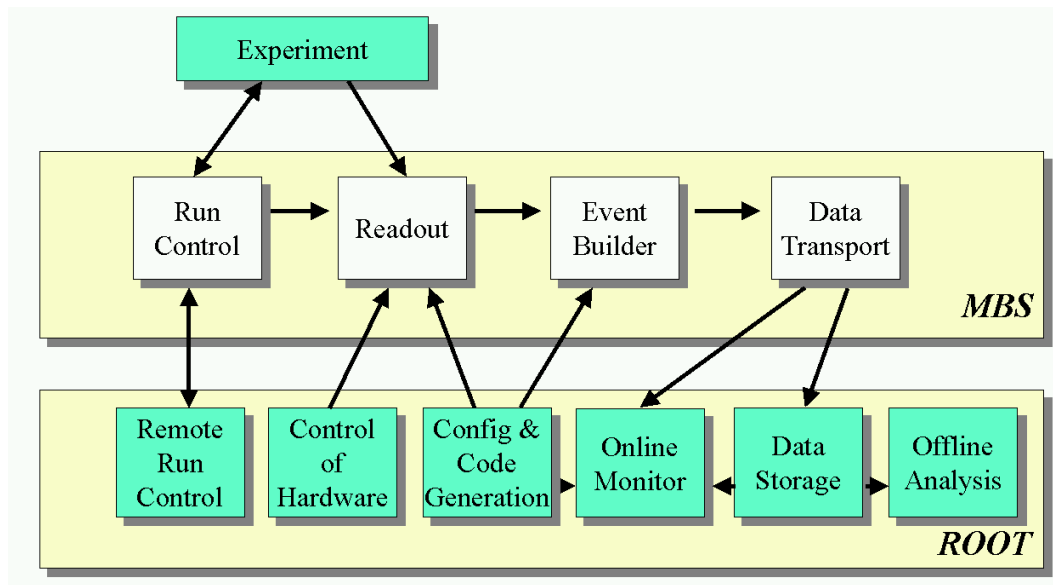 Experiment
Run
Control
Readout
Event
Builder
Data
Transport
MBS
Remote
Run
Control
Control
of
Hardware
Config &
Code
Generation
Online
Monitor
Data
Storage
Offline
Analysis
ROOT